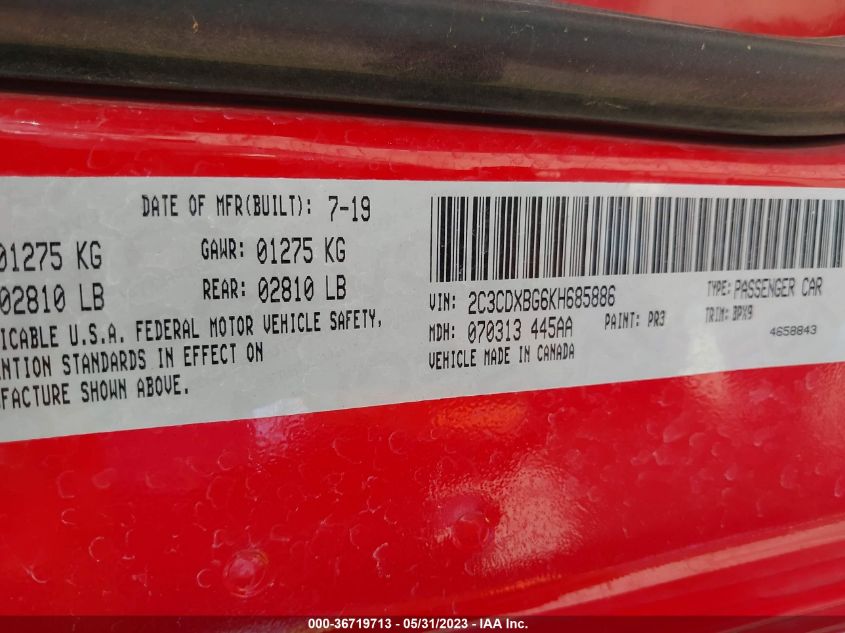 DATE OF MFR(BUILT): 7-19
01275 KG GAWR: 01275 KG
02810 LB REAR: 02810 LB
ICABLE U.S.A. FEDERAL MOTOR VEHICLE SAFETY,
ENTION STANDARDS IN EFFECT ON
FACTURE SHOWN ABOVE.
VIN: 2C3CDXBG6KH685886 TYPE: PASSENGER CAR
MDH: 070313 445AA PAINT: PR3 TRIM: BPX9
VEHICLE MADE IN CANADA 4658843
000-36719713 - 05/31/2023 - IAA Inc.